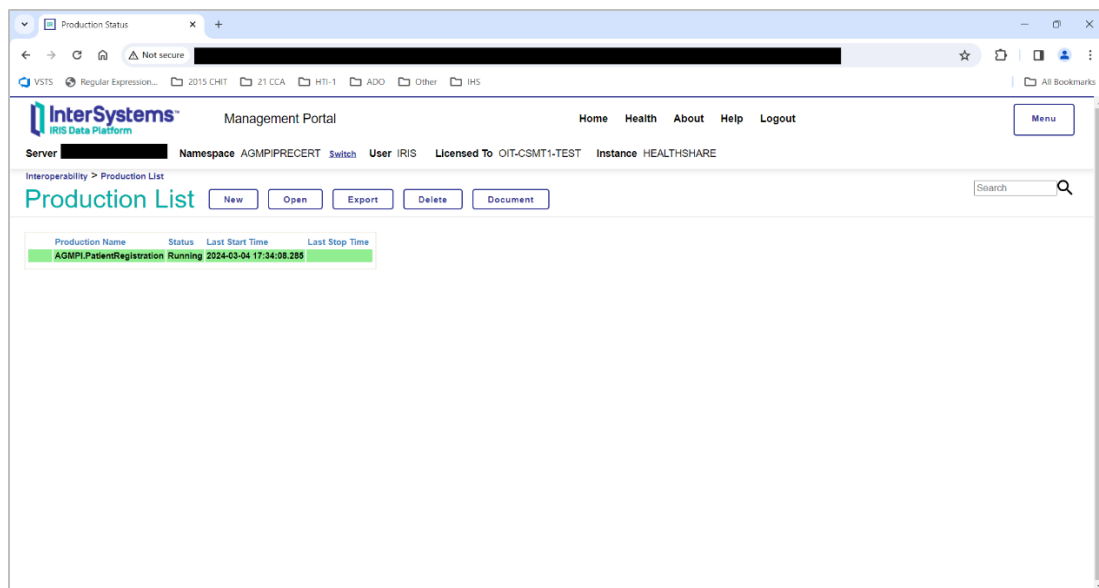 IR Production Status
Not secure
VSTS Regular Expression... 2015 CHIT 21 CCA HTI-1 ADO Other IHS All Bookmarks
InterSystems™ Management Portal Home Health About Help Logout Menu
IRIS Data Platform
Server Namespace AGMPIPRECERT Switch User IRIS Licensed To OIT-CSMT1-TEST Instance HEALTHSHARE
Interoperability > Production List
Production List New Open Export Delete Document Search
Production Name Status Last Start Time Last Stop Time
AGMPI.PatientRegistration Running 2024-03-04 17:34:08.285